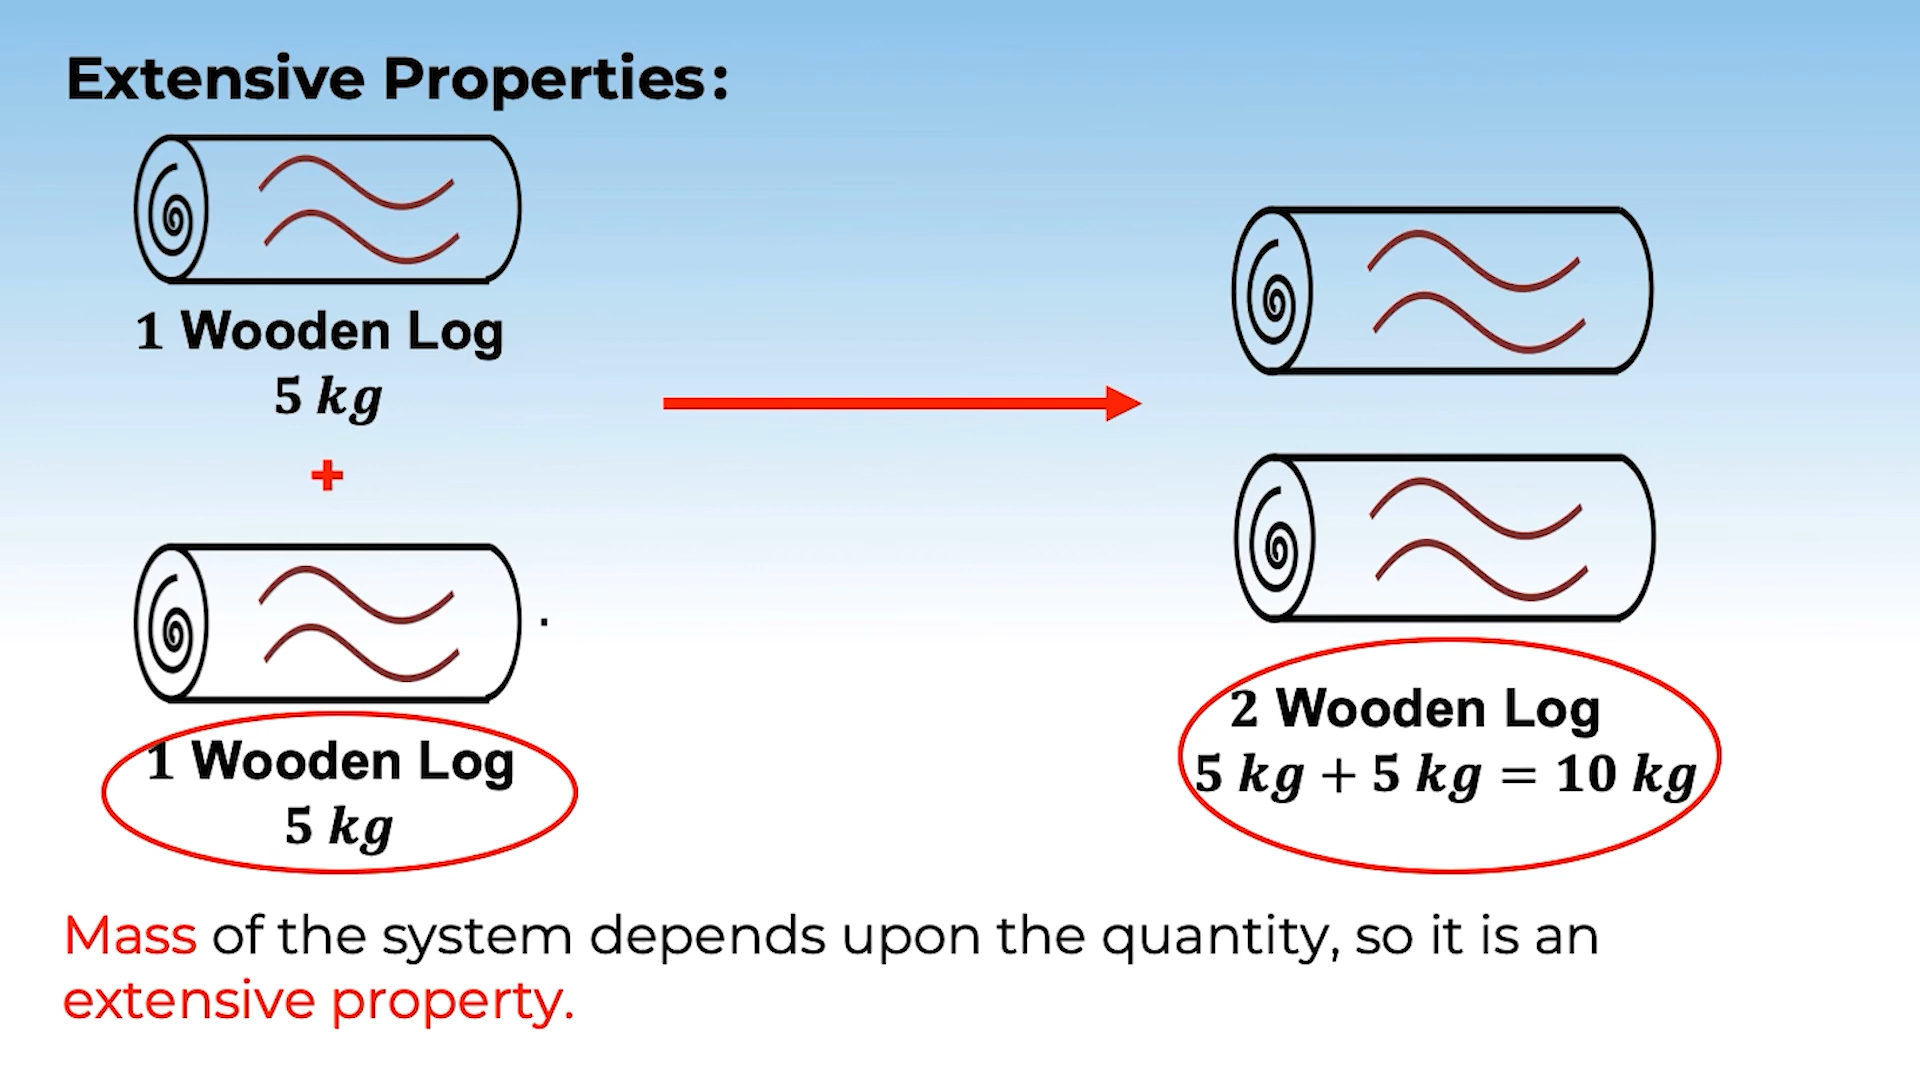 Extensive Properties:
1 Wooden Log
5 kg
+
1 Wooden Log
5 kg
2 Wooden Log
5 kg + 5 kg = 10 kg
Mass of the system depends upon the quantity, so it is an
extensive property.